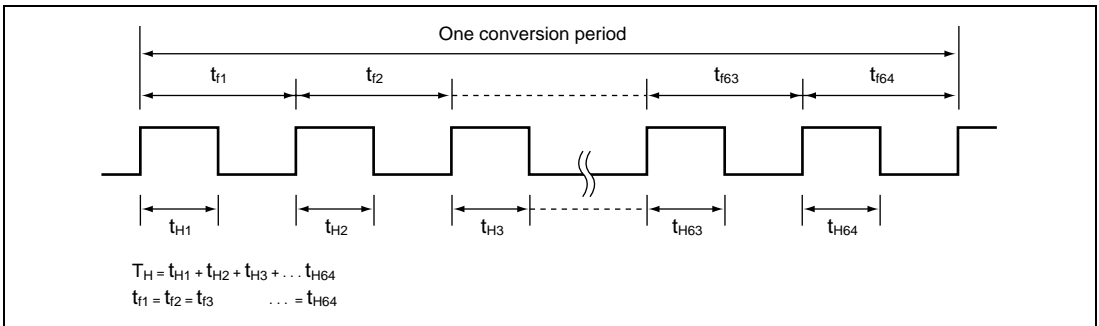 One conversion period
tf1 tf2 tf63 tf64
tH1 tH2 tH3 tH63 tH64
TH = tH1 + tH2 + tH3 + . . . tH64
tf1 = tf2 = tf3 . . . = tH64